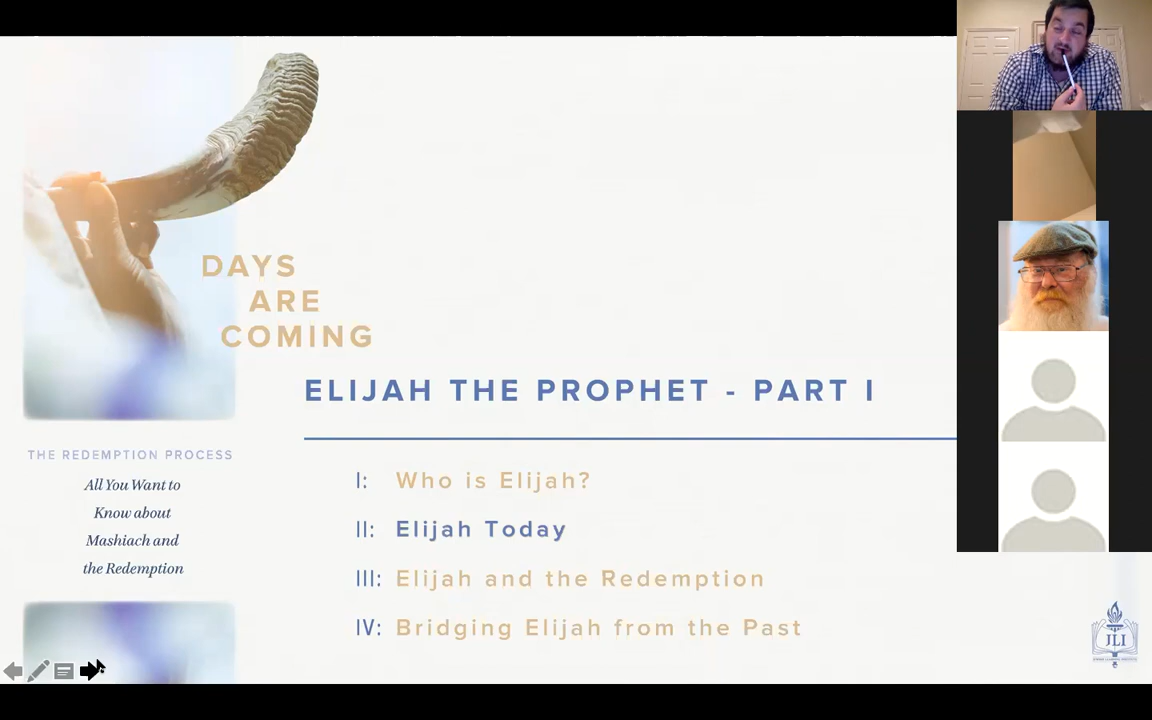 DAYS
ARE
COMING
ELIJAH THE PROPHET - PART I
THE REDEMPTION PROCESS
All You Want to
Know about
Mashiach and
the Redemption
I: Who is Elijah?
II: Elijah Today
III: Elijah and the Redemption
IV: Bridging Elijah from the Past
JLI